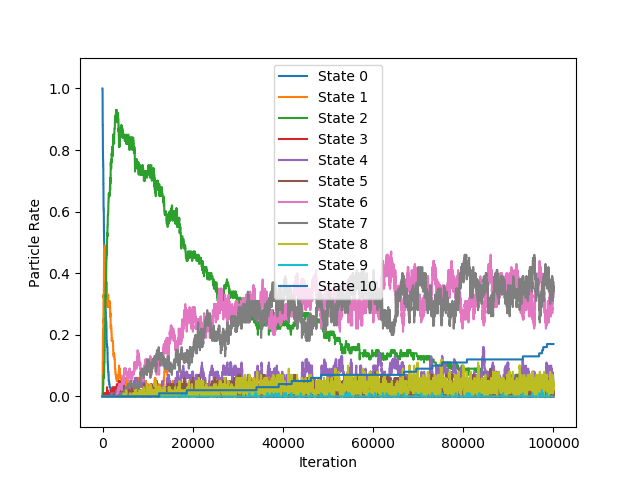 State 0
State 1
State 2
State 3
State 4
State 5
State 6
State 7
State 8
State 9
State 10
1.0
0.8
0.6
0.4
0.2
0.0
Particle Rate
0 20000 40000 60000 80000 100000
Iteration